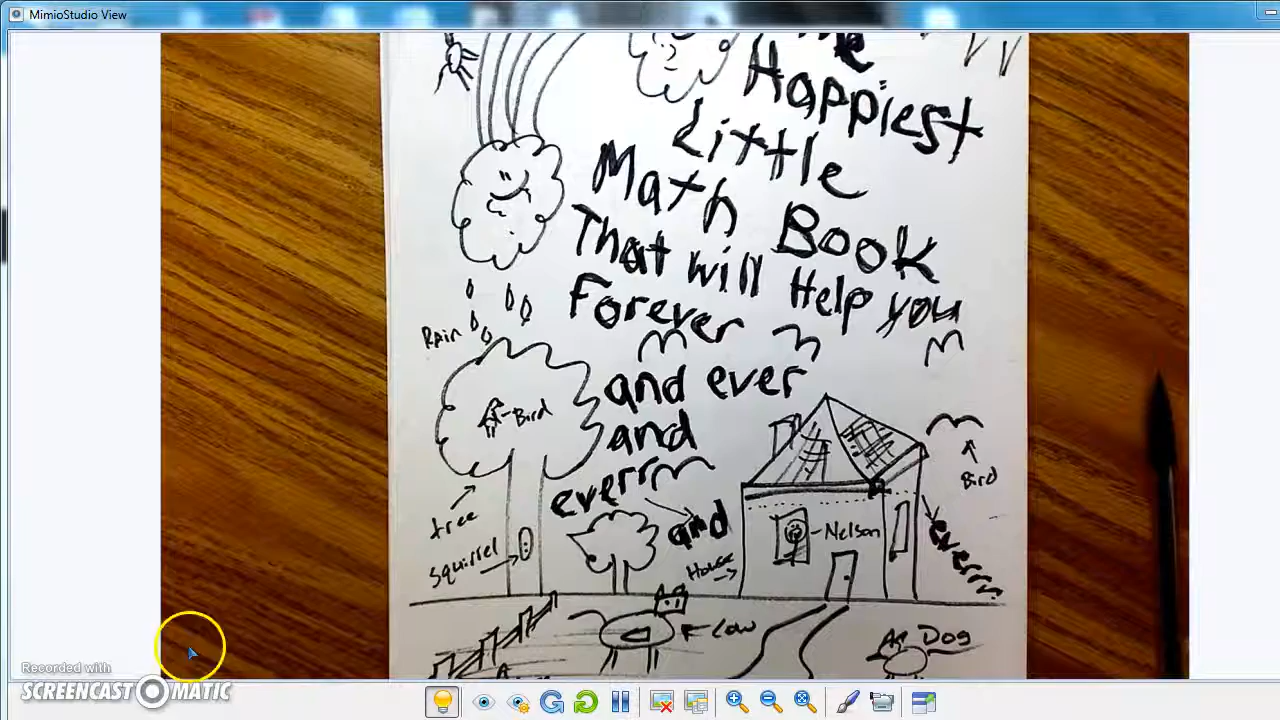 MimioStudio View
The
Happiest
Little
Math Book
That will Help you
Forever
Rain
and ever
Bird
and
Bird
everrr
tree
and
Nelson
everrr
Squirrel
House
Cow
Dog
Recorded with
SCREENCAST MATIC